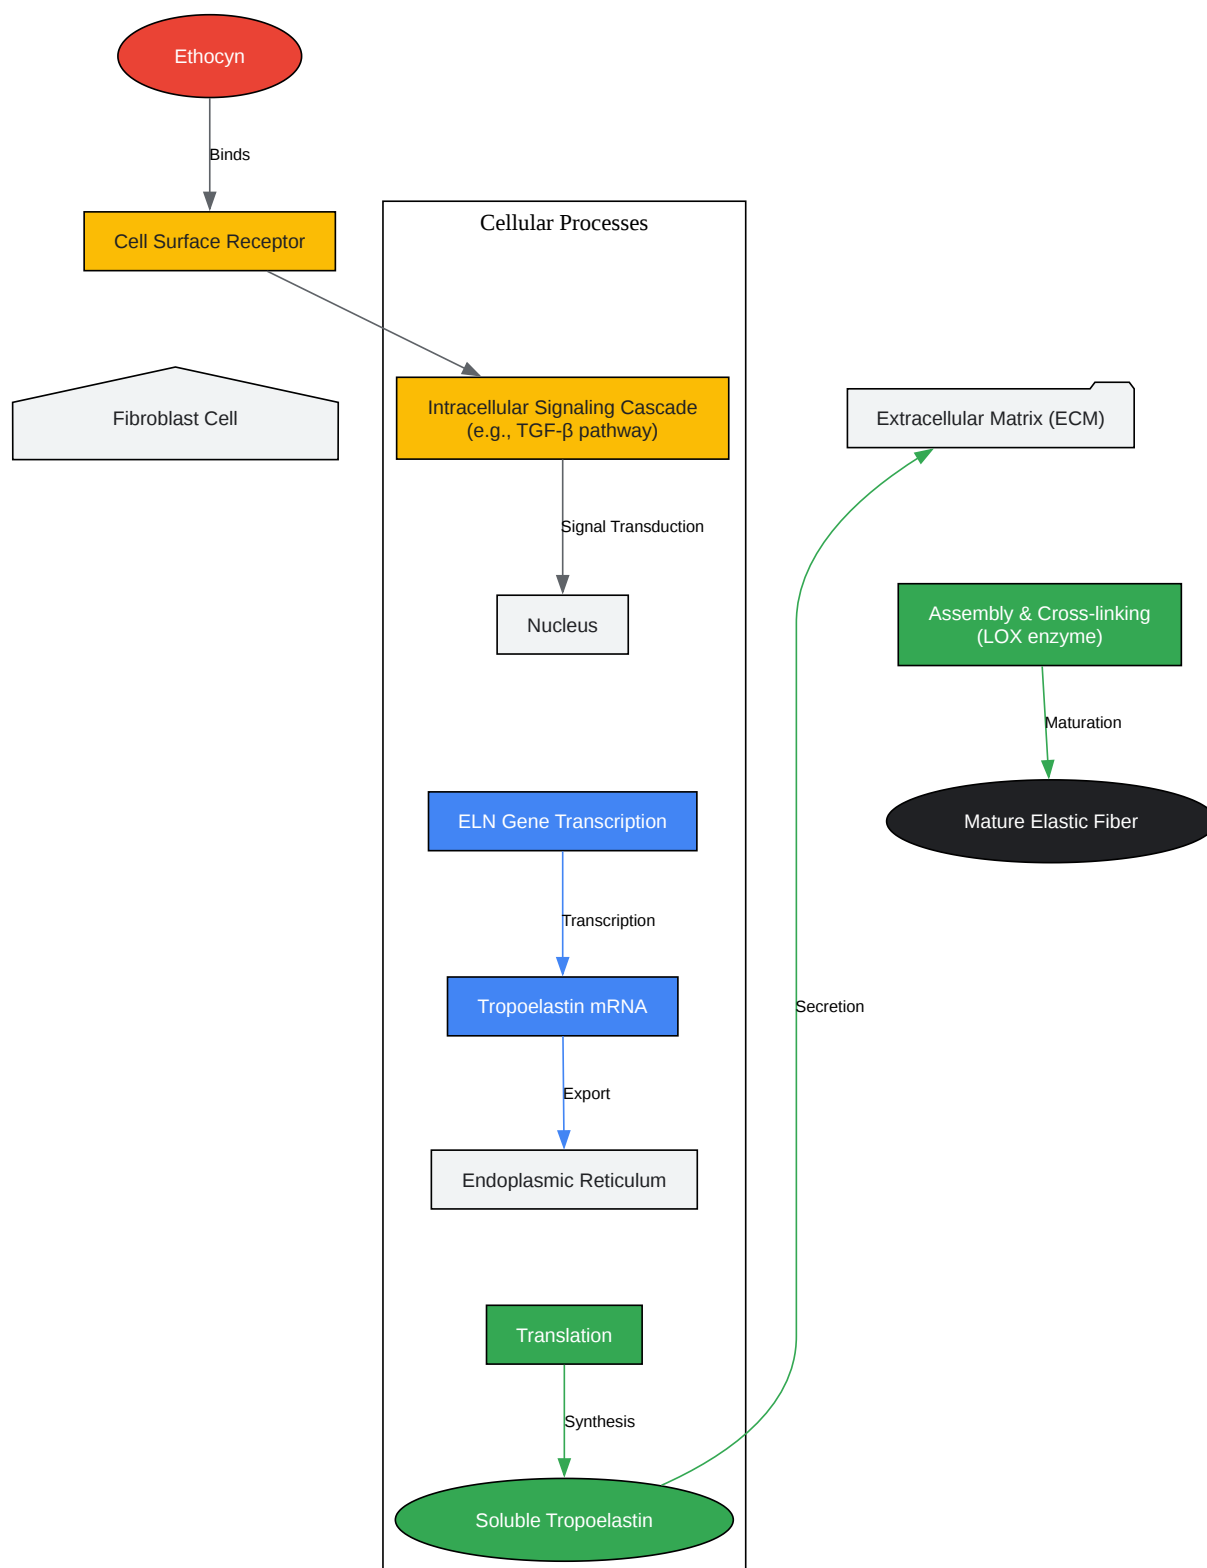 Ethocyn
Binds
Cell Surface Receptor
Cellular Processes
Fibroblast Cell
Intracellular Signaling Cascade
(e.g., TGF-β pathway)
Extracellular Matrix (ECM)
Signal Transduction
Nucleus
Assembly & Cross-linking
(LOX enzyme)
Maturation
ELN Gene Transcription
Mature Elastic Fiber
Transcription
Tropoelastin mRNA
Secretion
Export
Endoplasmic Reticulum
Translation
Synthesis
Soluble Tropoelastin